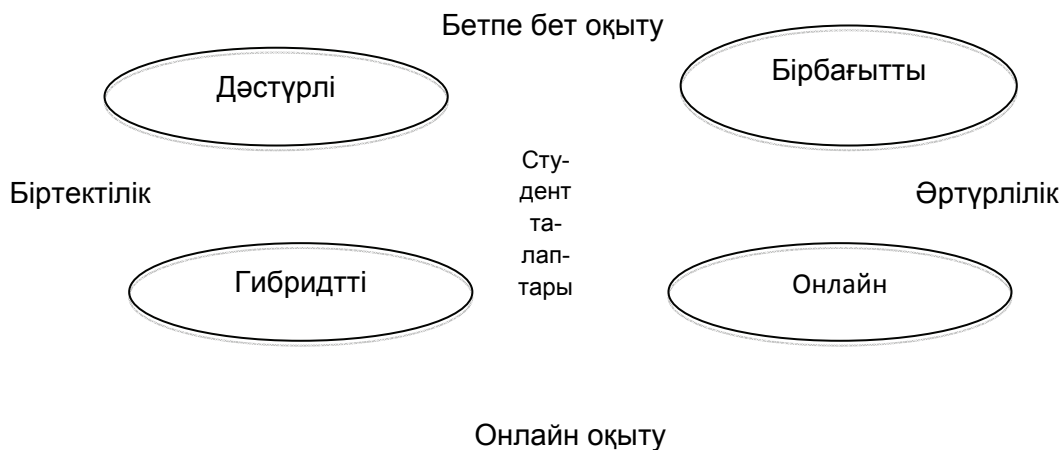 Бетпе бет оқыту
Дәстүрлі
Бірбағытты
Сту-
дент
та-
лап-
тары
Біртектілік
Әртүрлілік
Гибридтті
Онлайн
Онлайн оқыту